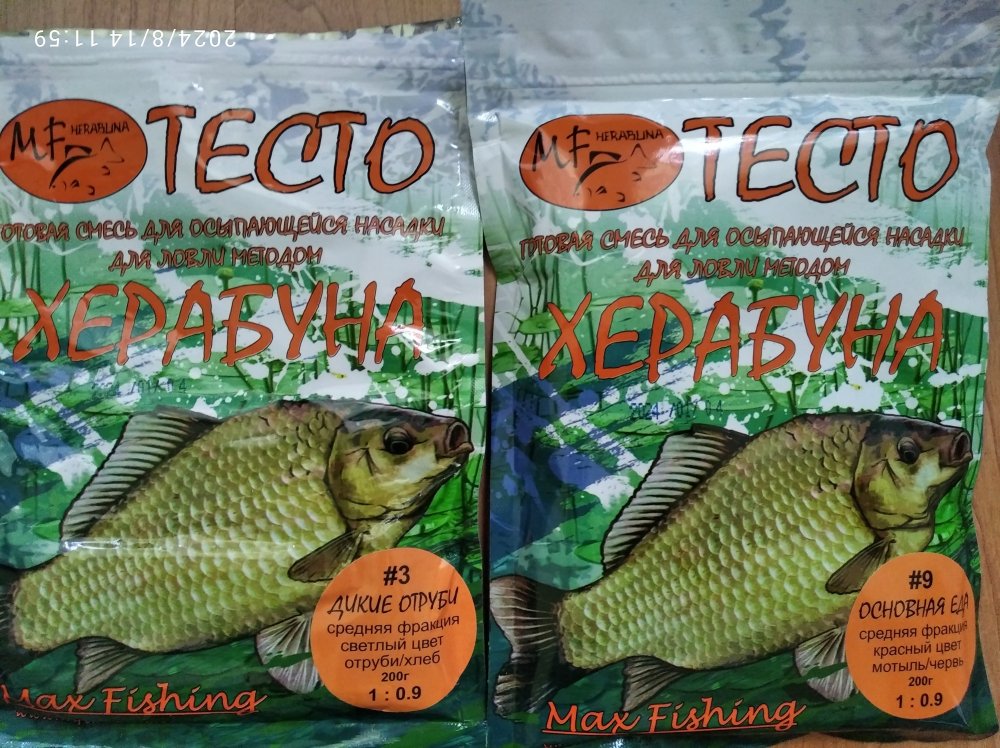 2024/8/14 11:59
MF HERABUNA
ТЕСТО
ГОТОВАЯ СМЕСЬ ДЛЯ ОСЫПАЮЩЕЙСЯ НАСАДКИ
ДЛЯ ЛОВЛИ МЕТОДОМ
ХЕРАБУНА
#3
ДИКИЕ ОТРУБИ
средняя фракция
светлый цвет
отруби/хлеб
200г
1 : 0.9
Max Fishing
MF HERABUNA
ТЕСТО
ГОТОВАЯ СМЕСЬ ДЛЯ ОСЫПАЮЩЕЙСЯ НАСАДКИ
ДЛЯ ЛОВЛИ МЕТОДОМ
ХЕРАБУНА
#9
ОСНОВНАЯ ЕДА
средняя фракция
красный цвет
мотыль/червь
200г
1 : 0.9
Max Fishing